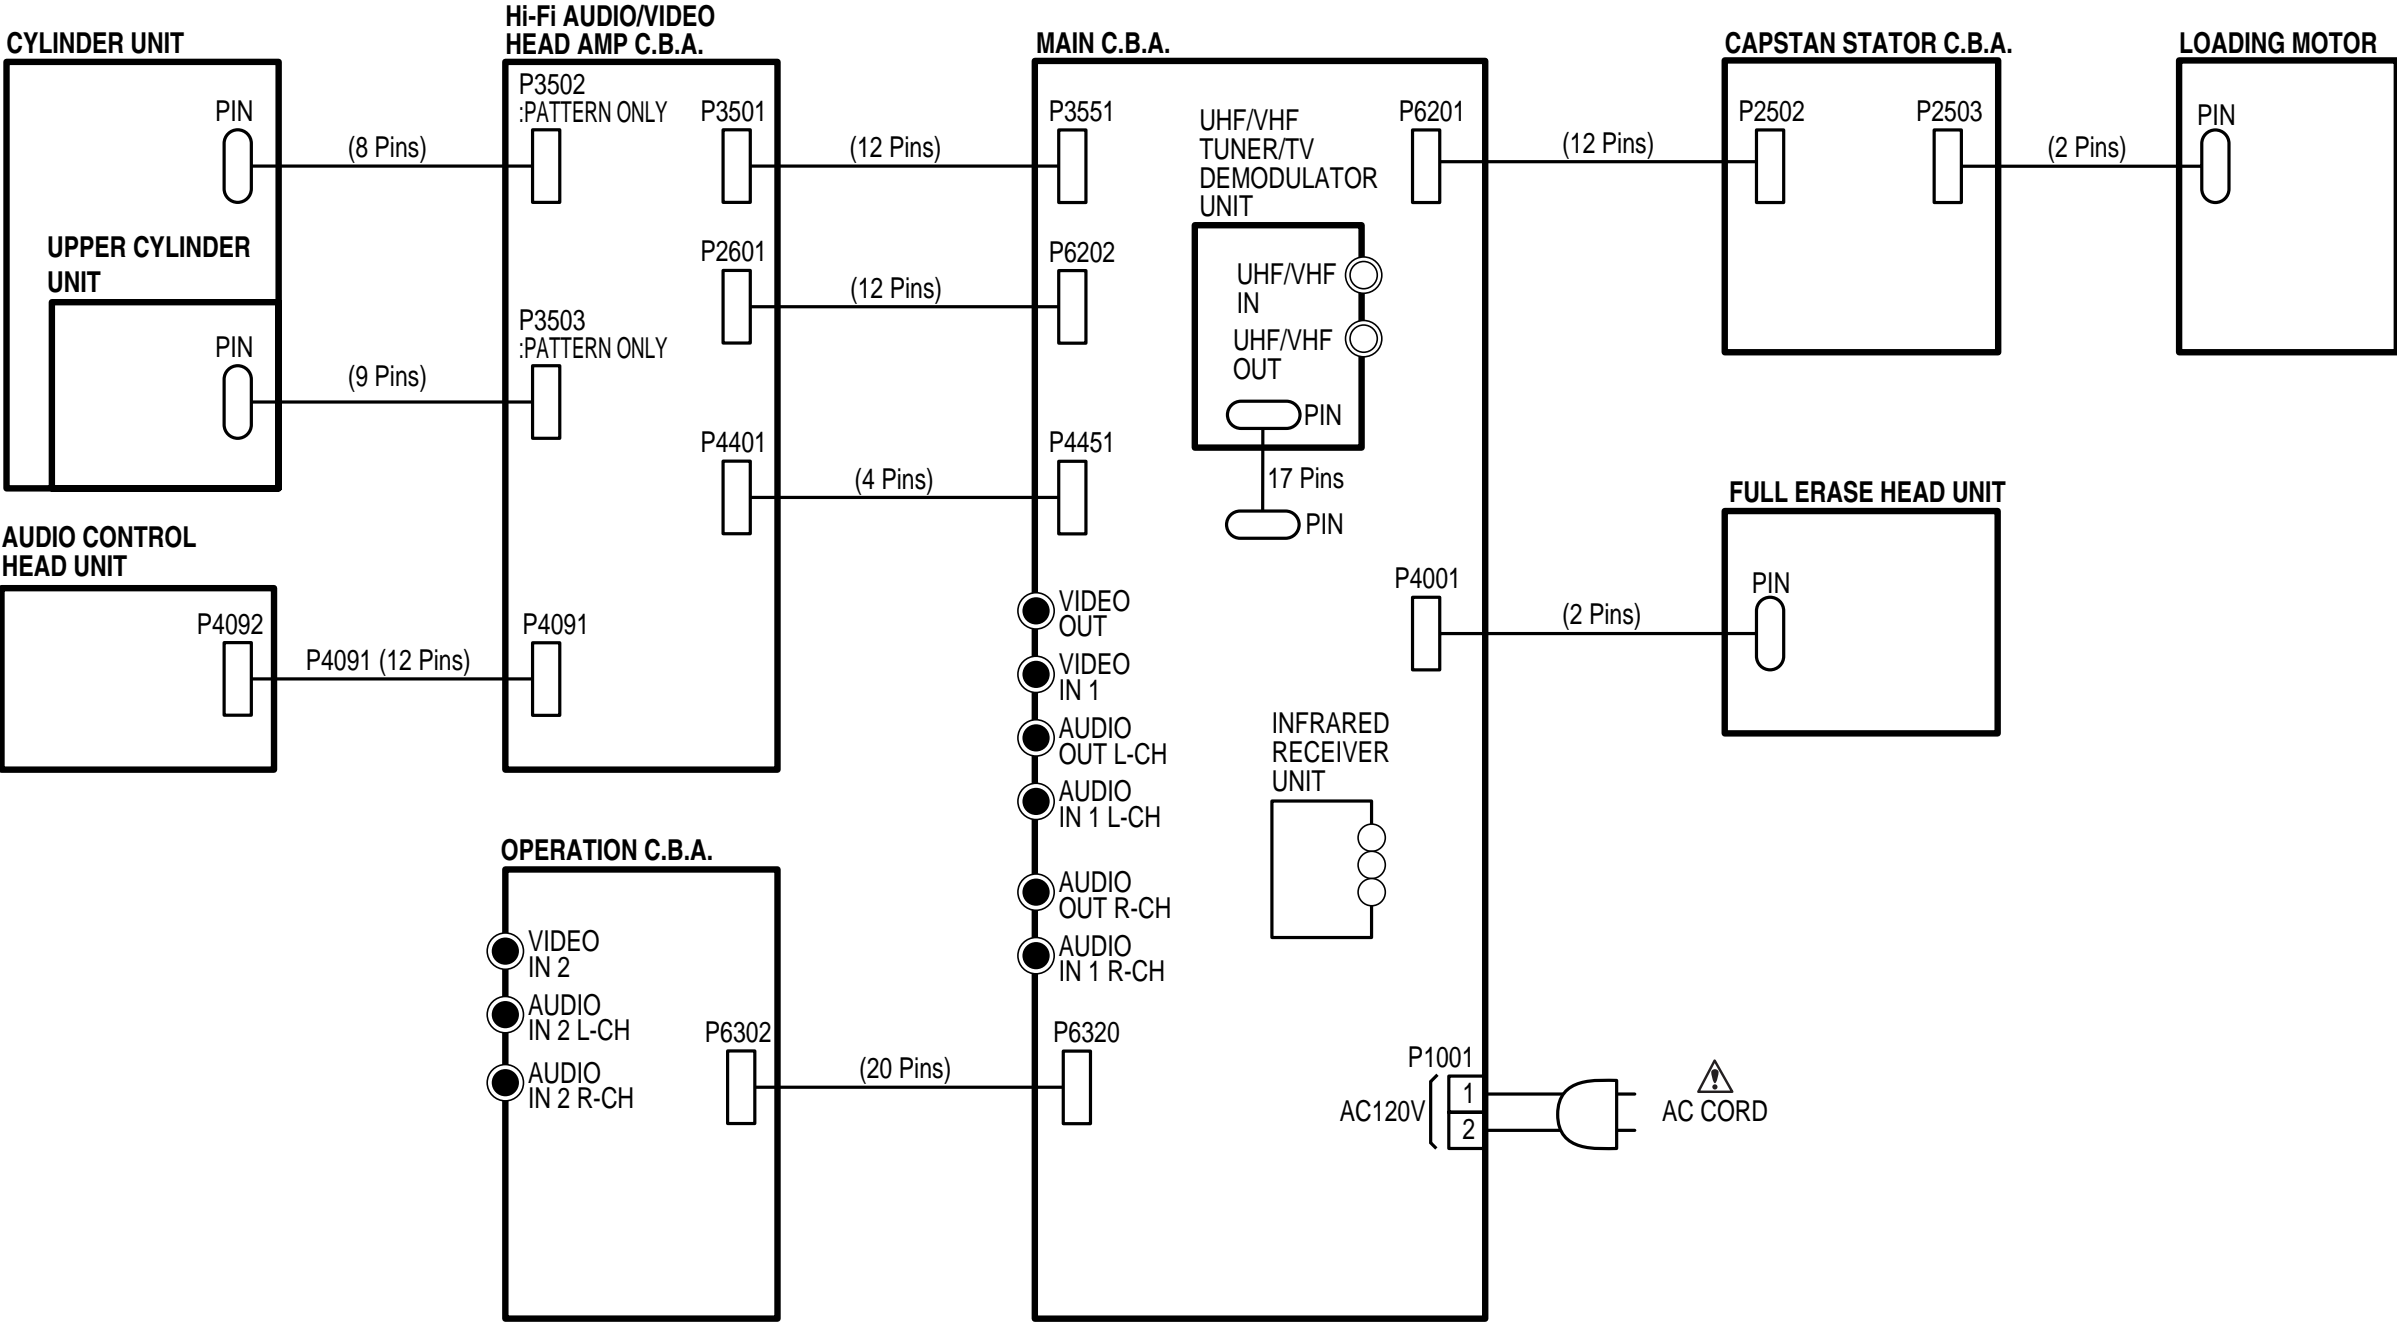 CYLINDER UNIT
PIN
(8 Pins)
UPPER CYLINDER
UNIT
PIN
(9 Pins)
AUDIO CONTROL
HEAD UNIT
P4092
P4091 (12 Pins)
Hi-Fi AUDIO/VIDEO
HEAD AMP C.B.A.
P3502
:PATTERN ONLY
P3501
(12 Pins)
P2601
(12 Pins)
P3503
:PATTERN ONLY
P4401
(4 Pins)
P4091
OPERATION C.B.A.
VIDEO
IN 2
AUDIO
IN 2 L-CH
AUDIO
IN 2 R-CH
P6302
(20 Pins)
MAIN C.B.A.
P3551
P6202
P4451
UHF/VHF
TUNER/TV
DEMODULATOR
UNIT
UHF/VHF
IN
UHF/VHF
OUT
PIN
17 Pins
PIN
P6201
(12 Pins)
P4001
(2 Pins)
VIDEO
OUT
VIDEO
IN 1
AUDIO
OUT L-CH
AUDIO
IN 1 L-CH
AUDIO
OUT R-CH
AUDIO
IN 1 R-CH
INFRARED
RECEIVER
UNIT
P6320
P1001
AC120V
1
2
!
AC CORD
CAPSTAN STATOR C.B.A.
P2502
P2503
(2 Pins)
LOADING MOTOR
PIN
FULL ERASE HEAD UNIT
PIN